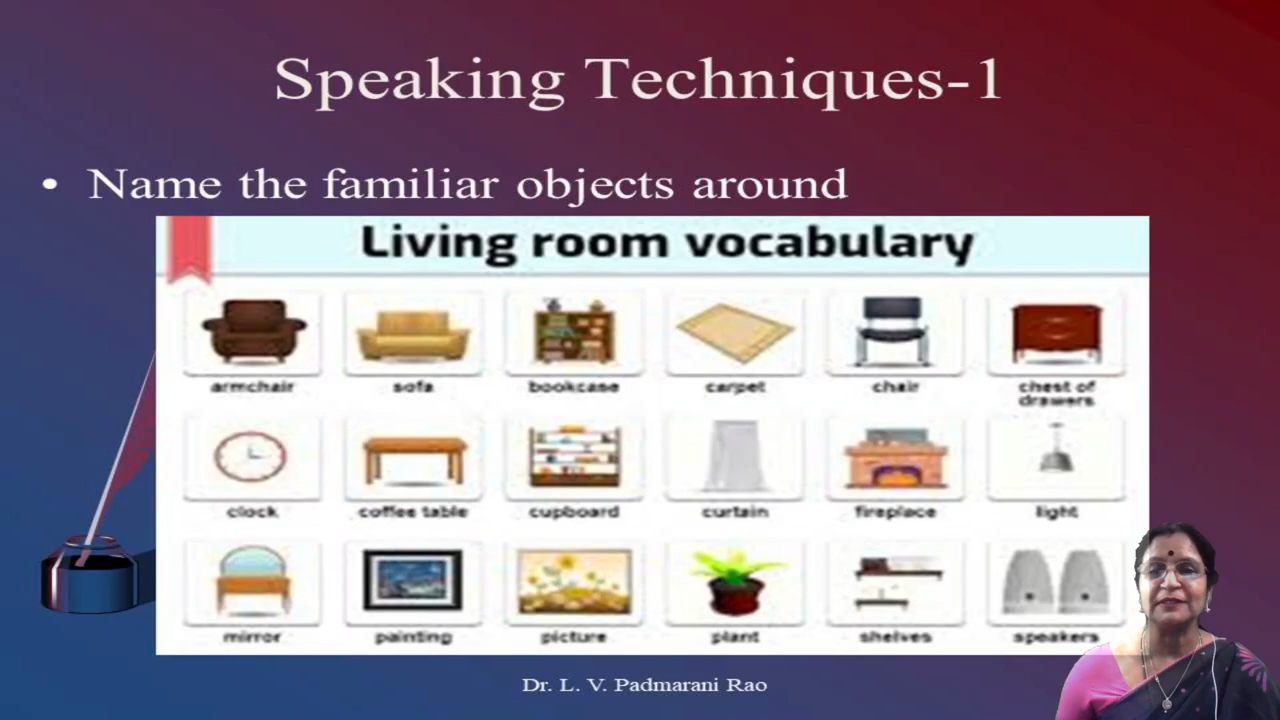 Speaking Techniques-1
• Name the familiar objects around
Living room vocabulary
armchair sofa bookcase carpet chair chest of drawers
clock coffee table cupboard curtain fireplace light
mirror painting picture plant shelves speakers
Dr. L. V. Padmarani Rao